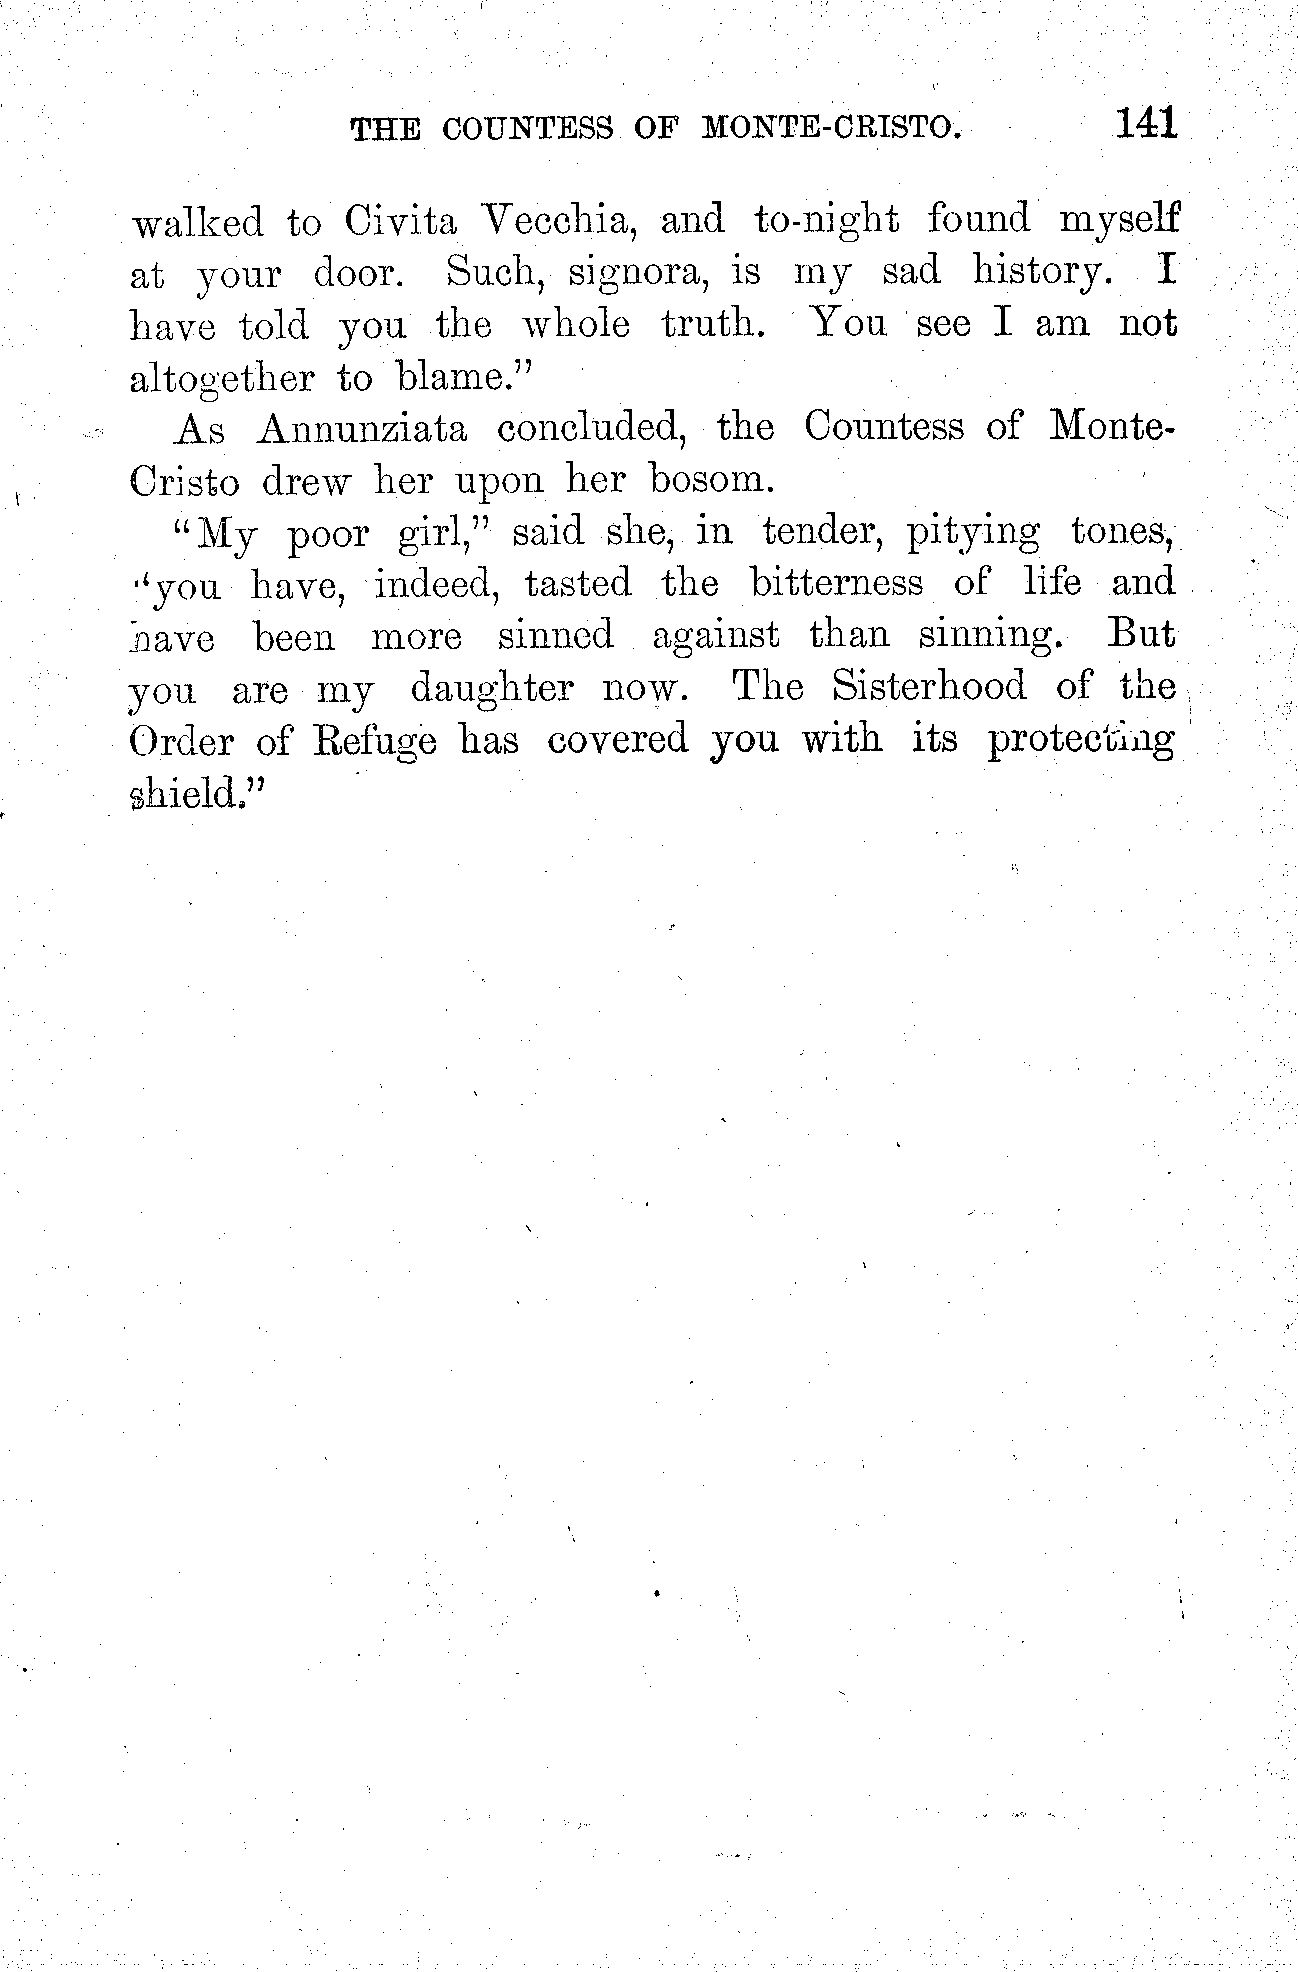 THE COUNTESS OF MONTE-CRISTO. 141
walked to Civita Vecchia, and to-night found myself
at your door. Such, signora, is my sad history. I
have told you the whole truth. You see I am not
altogether to blame."
As Annunziata concluded, the Countess of Monte-
Cristo drew her upon her bosom.
"My poor girl," said she, in tender, pitying tones,
"you have, indeed, tasted the bitterness of life and
have been more sinned against than sinning. But
you are my daughter now. The Sisterhood of the
Order of Refuge has covered you with its protecting
shield."